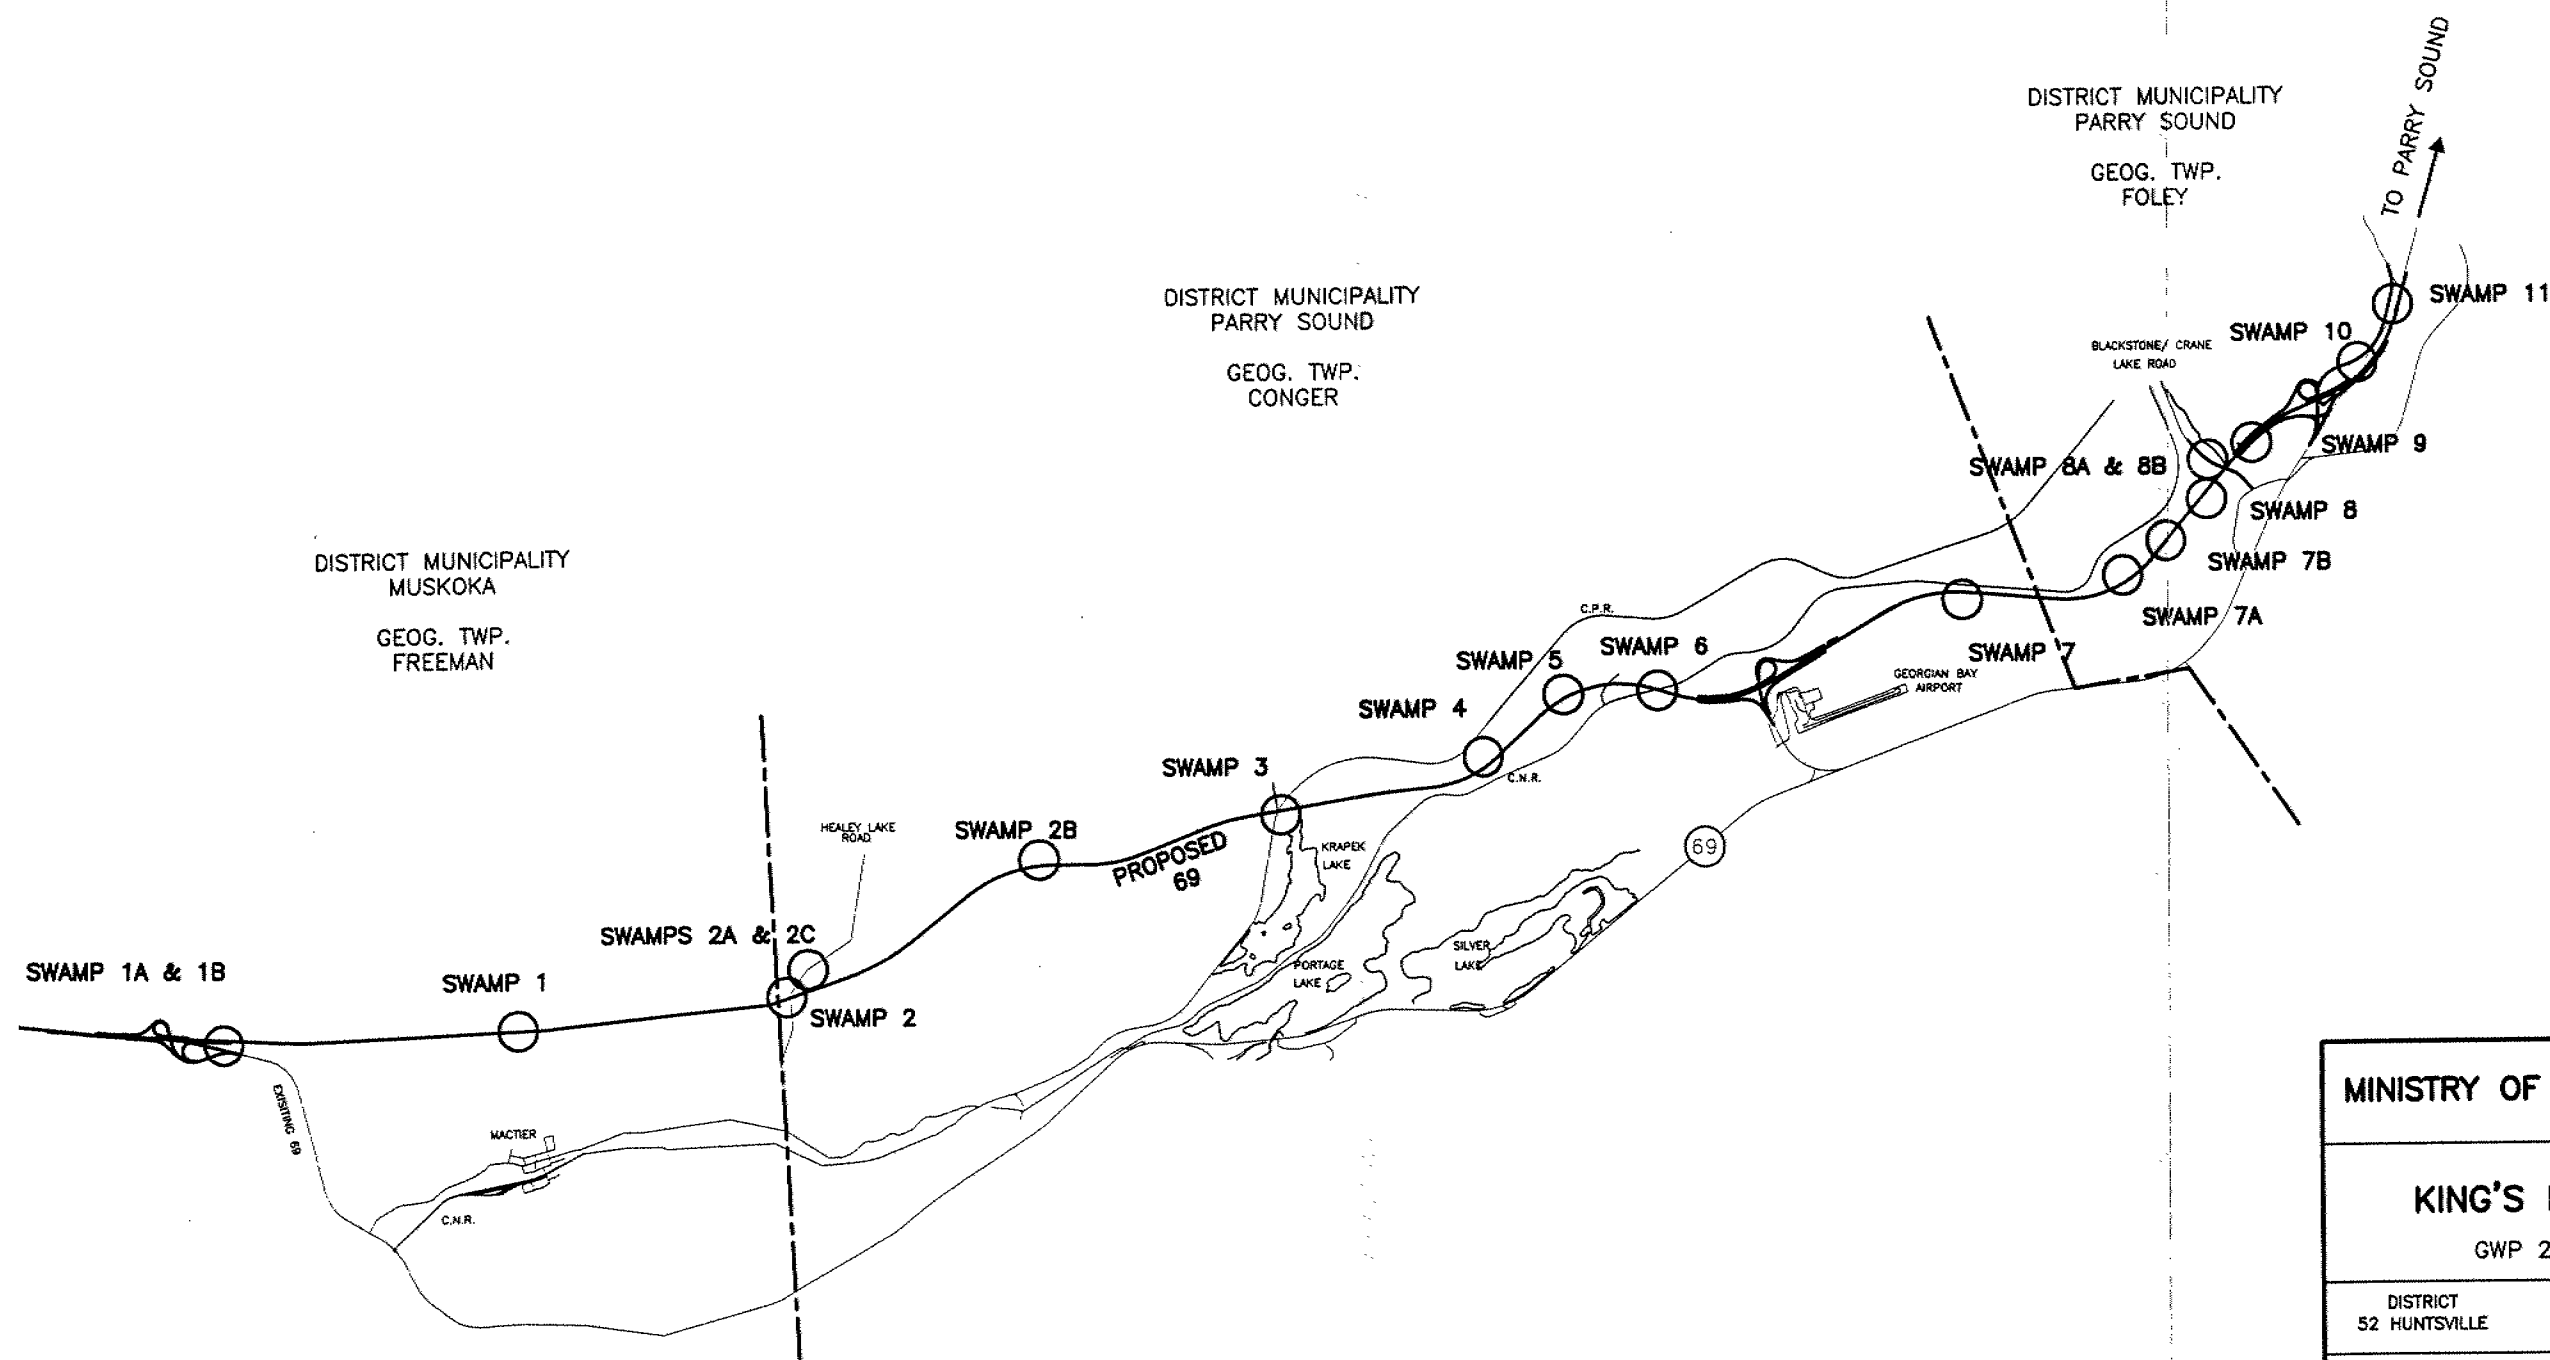 TO PARRY SOUND
DISTRICT MUNICIPALITY
PARRY SOUND
GEOG. TWP.
FOLEY
DISTRICT MUNICIPALITY
PARRY SOUND
GEOG. TWP.
CONGER
DISTRICT MUNICIPALITY
MUSKOKA
GEOG. TWP.
FREEMAN
SWAMP 11
SWAMP 10
BLACKSTONE/ CRANE
LAKE ROAD
SWAMP 9
SWAMP 8A & 8B
SWAMP 8
SWAMP 7B
SWAMP 7A
SWAMP 7
GEORGIAN BAY
AIRPORT
C.P.R.
SWAMP 6
SWAMP 5
SWAMP 4
C.N.R.
SWAMP 3
HEALEY LAKE
ROAD
SWAMP 2B
PROPOSED
69
KRAPEK
LAKE
69
SWAMPS 2A & 2C
SILVER
LAKE
PORTAGE
LAKE
SWAMP 1A & 1B
SWAMP 1
SWAMP 2
EXISITING 69
MACTIER
C.N.R.
MINISTRY OF
KING'S
GWP 2
DISTRICT
52 HUNTSVILLE